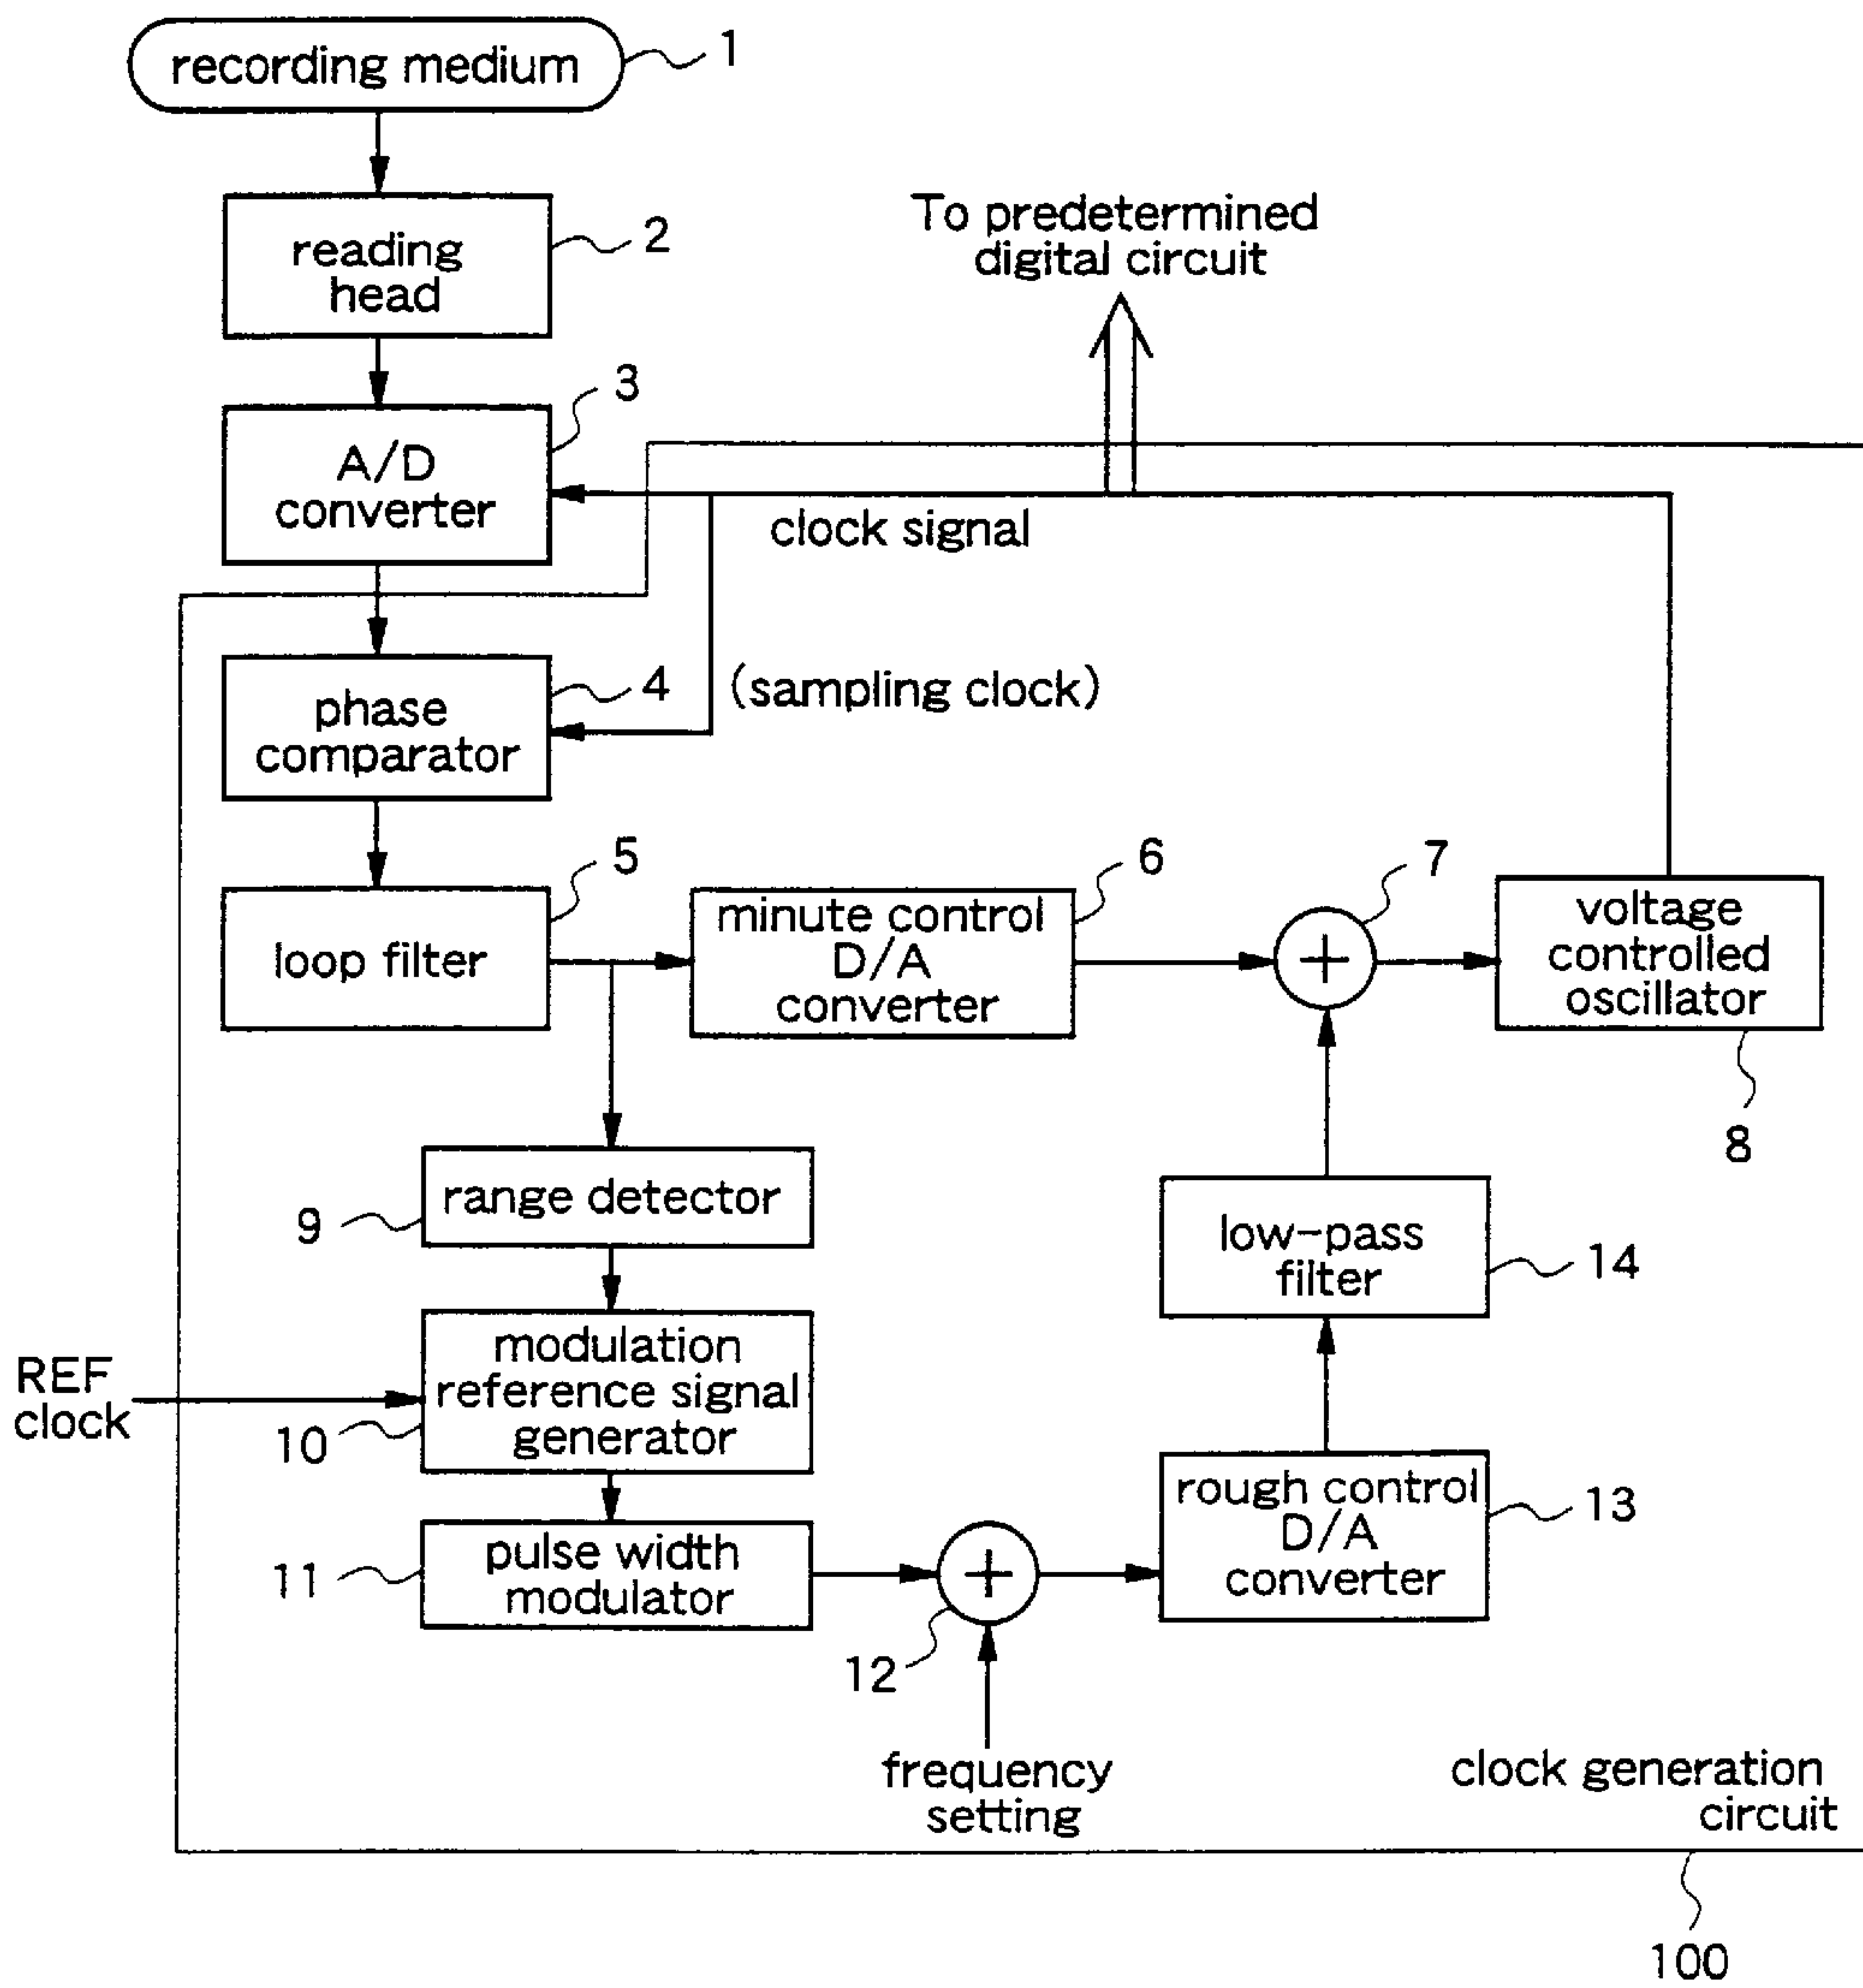 recording medium
1
reading
head
2
To predetermined
digital circuit
A/D
converter
3
clock signal
phase
comparator
4
(sampling clock)
loop filter
5
minute control
D/A
converter
6
7
voltage
controlled
oscillator
8
range detector
9
low-pass
filter
14
REF
clock
modulation
reference signal
generator
10
rough control
D/A
converter
13
pulse width
modulator
11
12
frequency
setting
clock generation
circuit
100